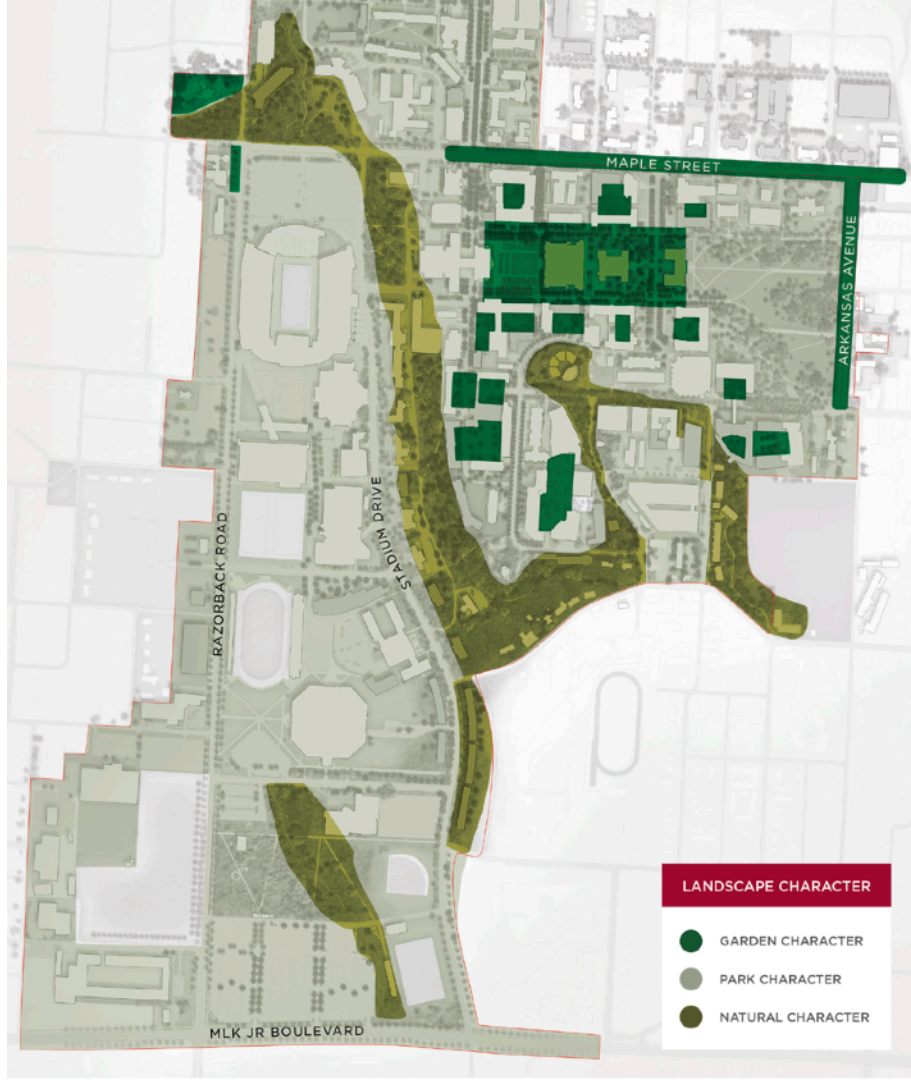 MAPLE STREET
ARKANSAS AVENUE
STADIUM DRIVE
RAZORBACK ROAD
MLK JR BOULEVARD
LANDSCAPE CHARACTER
GARDEN CHARACTER
PARK CHARACTER
NATURAL CHARACTER